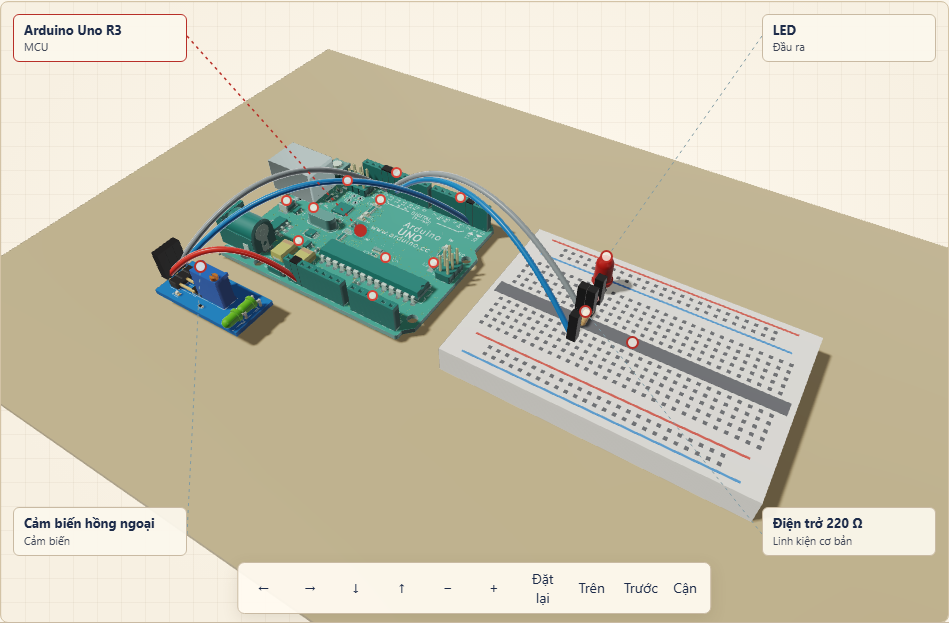 Arduino Uno R3
MCU
LED
Đầu ra
Arduino
UNO
www.arduino.cc
Cảm biến hồng ngoại
Cảm biến
Điện trở 220 Ω
Linh kiện cơ bản
← → ↓ ↑ − + Đặt lại Trên Trước Cận